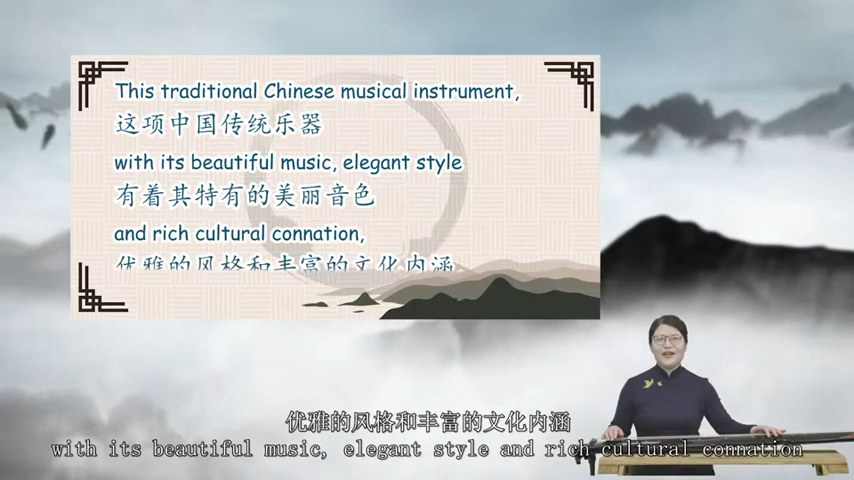 This traditional Chinese musical instrument,
这项中国传统乐器
with its beautiful music, elegant style
有着其特有的美丽音色
and rich cultural connation,
优雅的风格和丰富的文化内涵
优雅的风格和丰富的文化内涵
with its beautiful music, elegant style and rich cultural connation